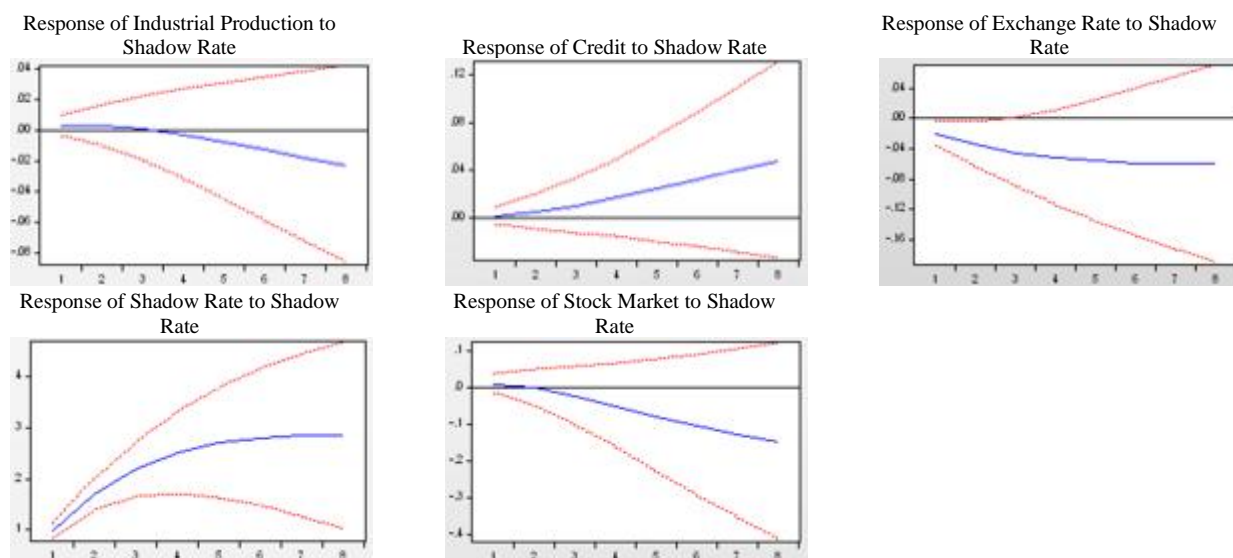 Response of Industrial Production to
Shadow Rate
.04
.02
.00
-.02
-.04
-.06
-.08
1 2 3 4 5 6 7 8
Response of Credit to Shadow Rate
.12
.08
.04
.00
1 2 3 4 5 6 7 8
Response of Exchange Rate to Shadow
Rate
.04
.00
-.04
-.08
-.12
-.16
1 2 3 4 5 6 7 8
Response of Shadow Rate to Shadow
Rate
4
3
2
1
1 2 3 4 5 6 7 8
Response of Stock Market to Shadow
Rate
.1
.0
-.1
-.2
-.3
-.4
1 2 3 4 5 6 7 8